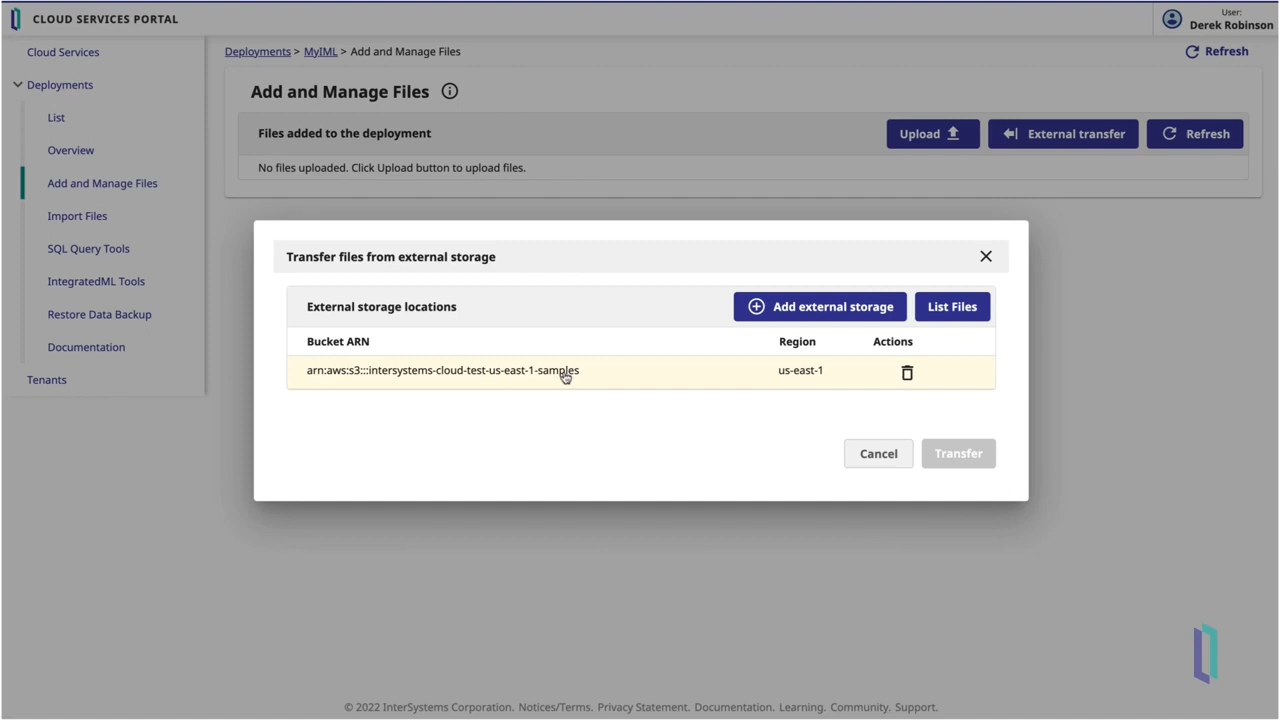 CLOUD SERVICES PORTAL
User:
Derek Robinson
Cloud Services
Deployments
List
Overview
Add and Manage Files
Import Files
SQL Query Tools
IntegratedML Tools
Restore Data Backup
Documentation
Tenants
Deployments > MyIML > Add and Manage Files
Refresh
Add and Manage Files
Files added to the deployment
Upload
External transfer
Refresh
No files uploaded. Click Upload button to upload files.
Transfer files from external storage
External storage locations
Add external storage
List Files
Bucket ARN Region Actions
arn:aws:s3:::intersystems-cloud-test-us-east-1-samples us-east-1
Cancel
Transfer
© 2022 InterSystems Corporation. Notices/Terms. Privacy Statement. Documentation. Learning. Community. Support.